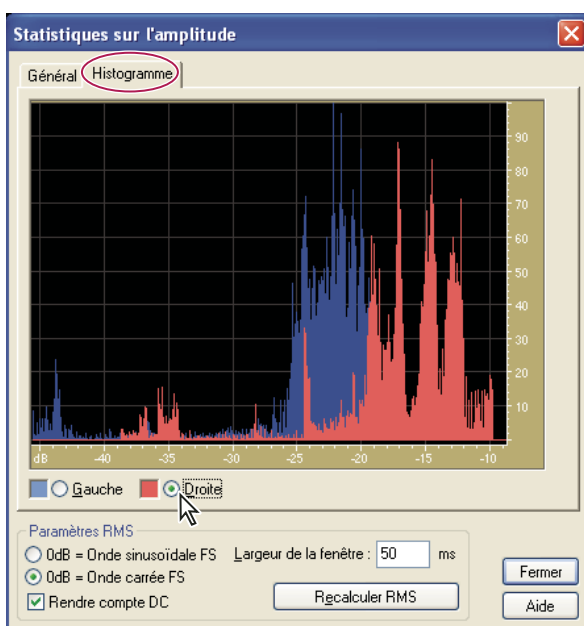 Statistiques sur l'amplitude
Général Histogramme
90
80
70
60
50
40
30
20
10
dB -40 -35 -30 -25 -20 -15 -10
Gauche Droite
Paramètres RMS
0dB = Onde sinusoïdale FS Largeur de la fenêtre : 50 ms
0dB = Onde carrée FS
Rendre compte DC Recalculer RMS
Fermer
Aide